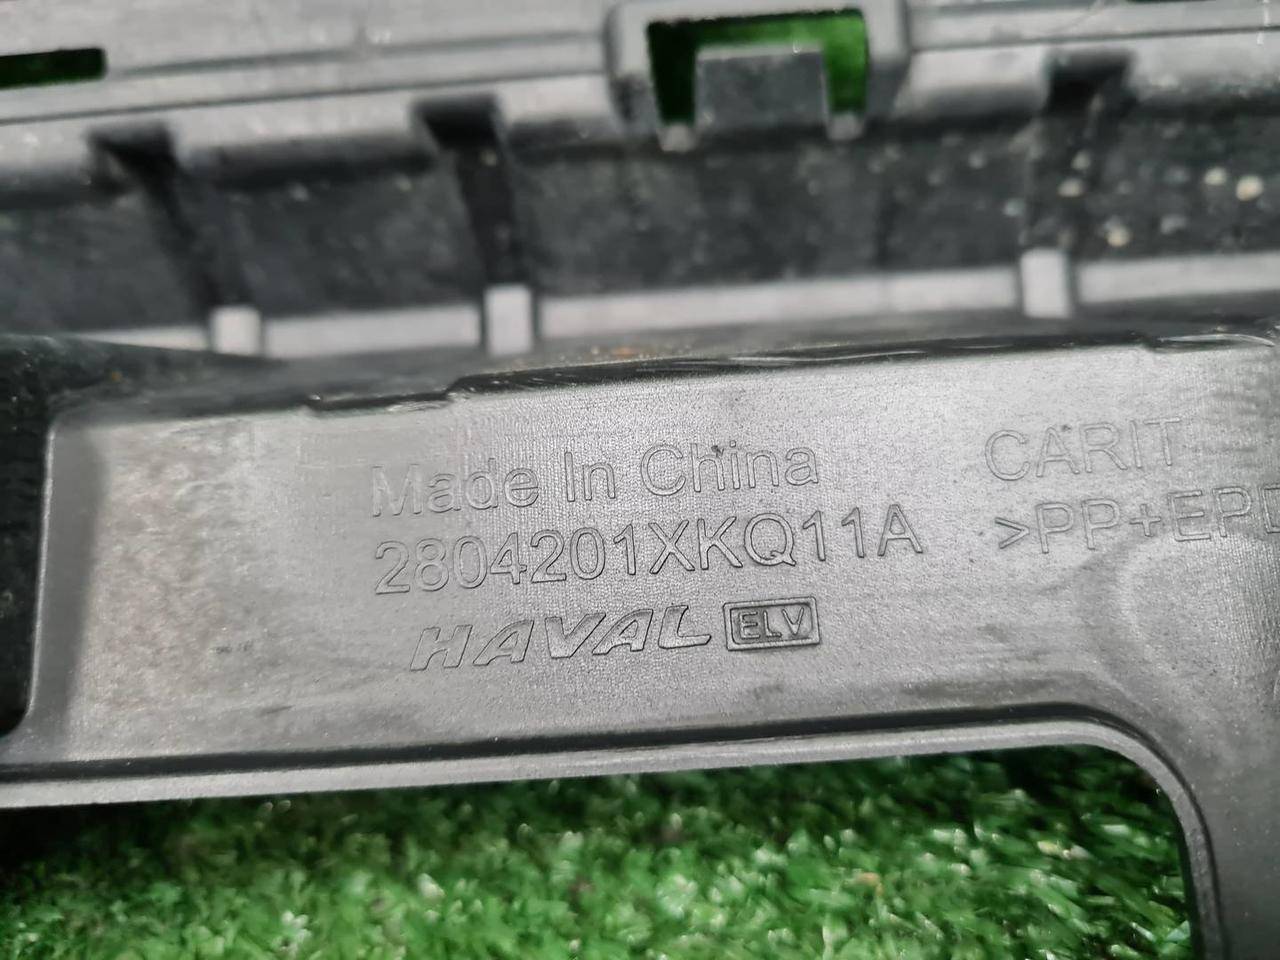 Made In China
2804201XKQ11A
HAVAL ELV
CARIT
>PP+EPD